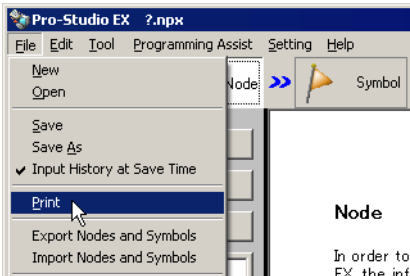 Pro-Studio EX ?.npx
File Edit Tool Programming Assist Setting Help
New
Open
Node
Symbol
Save
Save As
Input History at Save Time
Print
Export Nodes and Symbols
Import Nodes and Symbols
Node
In order to
EX, the inf